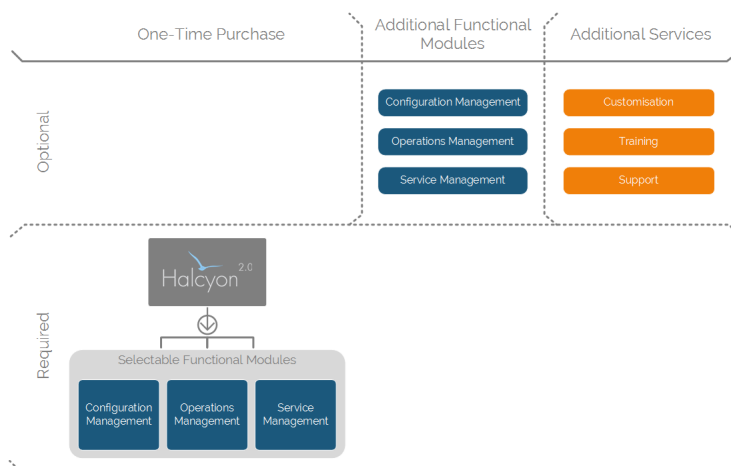 One-Time Purchase
Additional Functional
Modules
Additional Services
Optional
Configuration Management
Customisation
Operations Management
Training
Service Management
Support
Required
Halcyon 2.0
Selectable Functional Modules
Configuration
Management
Operations
Management
Service
Management